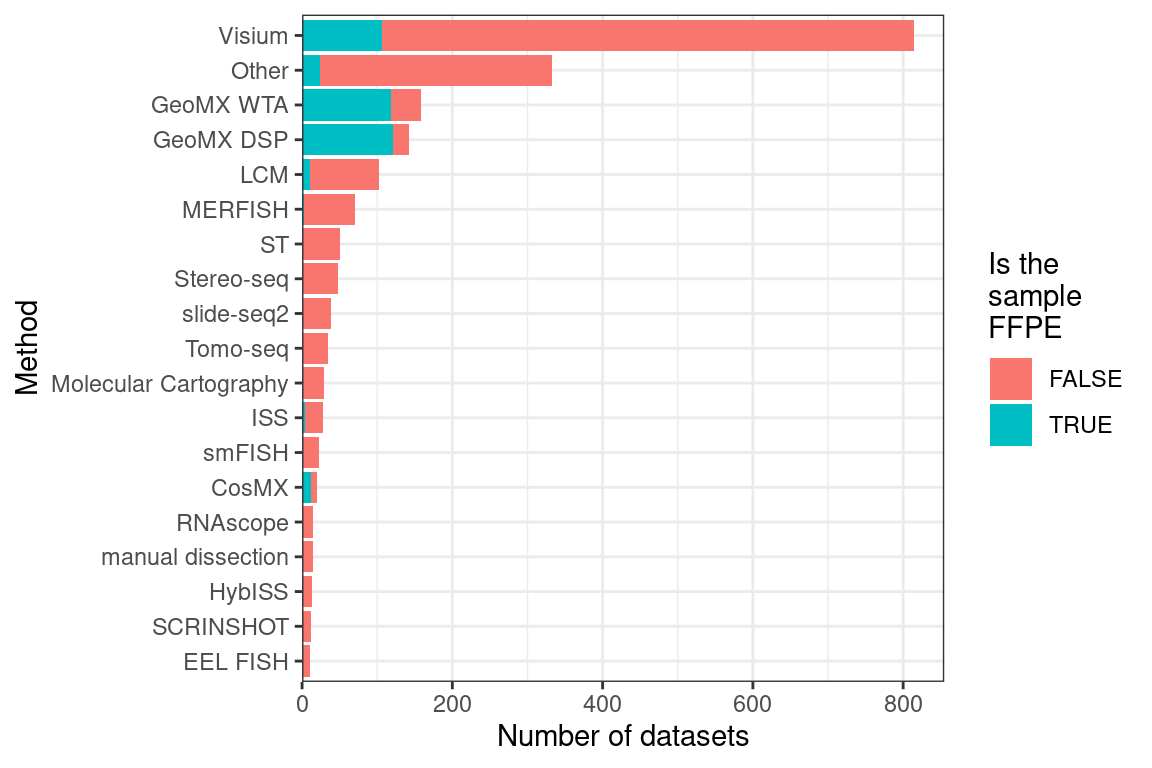 Visium
Other
GeoMX WTA
GeoMX DSP
LCM
MERFISH
ST
Stereo-seq
slide-seq2
Tomo-seq
Molecular Cartography
ISS
smFISH
CosMX
RNAscope
manual dissection
HybISS
SCRINSHOT
EEL FISH
Method
0 200 400 600 800
Number of datasets
Is the
sample
FFPE
FALSE
TRUE